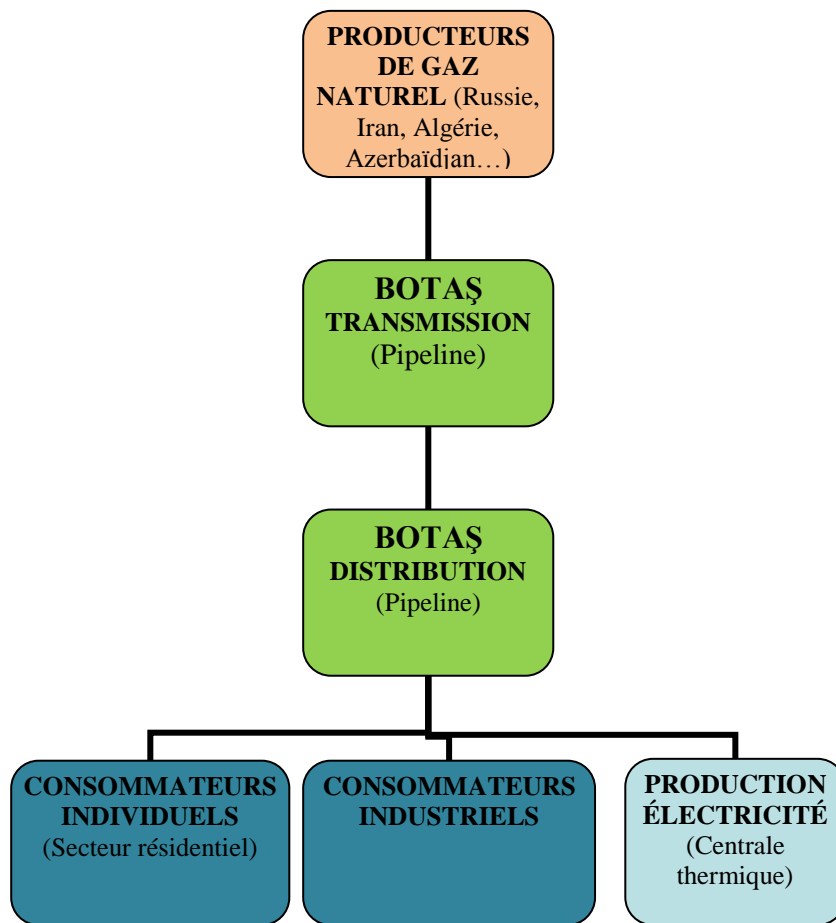 PRODUCTEURS
DE GAZ
NATUREL (Russie,
Iran, Algérie,
Azerbaïdjan…)
BOTAŞ
TRANSMISSION
(Pipeline)
BOTAŞ
DISTRIBUTION
(Pipeline)
CONSOMMATEURS
INDIVIDUELS
(Secteur résidentiel)
CONSOMMATEURS
INDUSTRIELS
PRODUCTION
ÉLECTRICITÉ
(Centrale
thermique)